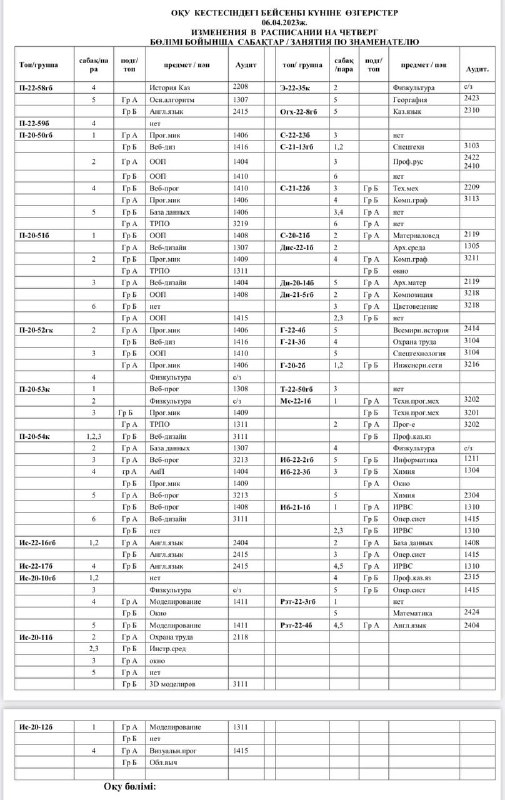 ОҚУ КЕСТЕСІНДЕГІ БЕЙСЕНБІ КҮНІНЕ ӨЗГЕРІСТЕР
06.04.2023ж.
ИЗМЕНЕНИЯ В РАСПИСАНИИ НА ЧЕТВЕРГ
БӨЛІМІ БОЙЫНША САБАҚТАР / ЗАНЯТИЯ ПО ЗНАМЕНАТЕЛЮ
Топ/группа сабақ/па ра подг/топ предмет / пән Аудит топ/ группа сабақ /пара подг/топ предмет / пән Аудит.
П-22-58гб 4 История Каз 2208 Э-22-35к 2 Физкультура с/з
5 Гр А Осн.алгоритм 1307 5 География 2423
Гр Б Англ.язык 2415 Огх-22-8гб 5 Каз.язык 2310
П-22-59б 4 нет
П-20-50гб 1 Гр А Прог.мик 1406 С-22-23б 3 нет
Гр Б Веб-диз 1416 С-21-13гб 1,2 Спецтехн 3103
2 Гр А ООП 1404 3 Проф.рус 2422 2410
Гр Б ООП 1410 6 нет
4 Гр Б Веб-прог 1410 С-21-22б 3 Гр Б Тех.мех 2209
Гр А Прог.мик 1406 4 Гр Б Комп.граф 3113
5 Гр Б База данных 1406 3,4 Гр А нет
Гр А ТРПО 3219 6 Гр А нет
П-20-51б 1 Гр Б ООП 1408 С-20-21б 2 Гр А Материаловед 2119
Гр А Веб-дизайн 1307 Дис-22-1б 2 Арх.среда 1305
2 Гр Б Прог.мик 1409 4 Гр А Комп.граф 3211
Гр А ТРПО 1311 Гр Б окно
3 Гр А Веб-дизайн 1404 Ди-20-14б 5 Гр А Арх.матер 2119
Гр Б ООП 1408 Ди-21-5гб 2 Гр А Композиция 3218
6 Гр Б нет 3 Гр А Цветоведение 3218
Гр А ООП 1415 2,3 Гр Б нет
П-20-52гк 2 Гр А Прог.мик 1406 Г-22-4б 5 Всемирн.история 2414
Гр Б Веб-дизайн 1416 Г-21-3б 4 Охрана труда 3104
3 Гр Б ООП 1410 5 Спецтехнология 3104
Гр А Прог.мик 1406 Г-20-2б 1,2 Гр Б Инженерн.сети 3216
4 Физкультура с/з
П-20-53к 1 Веб-прог 1308 Т-22-50гб 3 нет
2 Физкультура с/з Мс-22-1б 1 Гр А Техн.прог.мех 3202
3 Гр Б Прог.мик 1409 Гр Б Техн.прог.мех 3201
Гр А ТРПО 1311 2 Гр А Прог-е 3202
П-20-54к 1,2,3 Гр Б Веб-дизайн 3111 Гр Б Проф.каз.яз
2 Гр А База данных 1307 4 Физкультура с/з
3 Гр А Веб-прог 3213 Иб-22-2гб 5 Гр Б Информатика 1211
4 гр А АиП 1404 Иб-22-3б 3 Гр Б Химия 1304
Гр Б Прог.мик 1409 Гр А Окно
5 Гр А Веб-прог 3213 5 Химия 2304
Гр Б Веб-прог 1408 Иб-21-1б 1 Гр А ИРВС 1310
6 Гр А Веб-дизайн 3111 Гр Б Опер.сист 1415
Гр Б нет 2,3 Гр Б ИРВС 1310
Ис-22-16гб 1,2 Гр А Англ.язык 2404 2 Гр А База данных 1408
Гр Б Англ.язык 2415 3 Гр А Опер.сист 1415
Ис-22-17б 4 Гр Б Англ.язык 2415 4,5 Гр А ИРВС 1310
Ис-20-10гб 1,2 нет 4 Гр Б Проф.каз.яз 2315
3 Физкультура с/з 5 Гр Б Опер.сист 1415
4 Гр А Моделирование 1411 Рэт-22-3гб 1 нет
Гр Б Окно 5 Математика 2424
5 Гр Б Моделирование 1411 Рэт-22-4б 4,5 Гр А Англ.язык 2404
Ис-20-11б 2 Гр А Охрана труда 2118
2,3 Гр Б Инстр.сред
3 Гр А окно
5 Гр А нет
Гр Б 3D моделиров 3111
Ис-20-12б 1 Гр А Моделирование 1311
Гр Б нет
4 Гр А Визуальн.прог 1415
Гр Б Обл.выч
Оқу бөлімі: